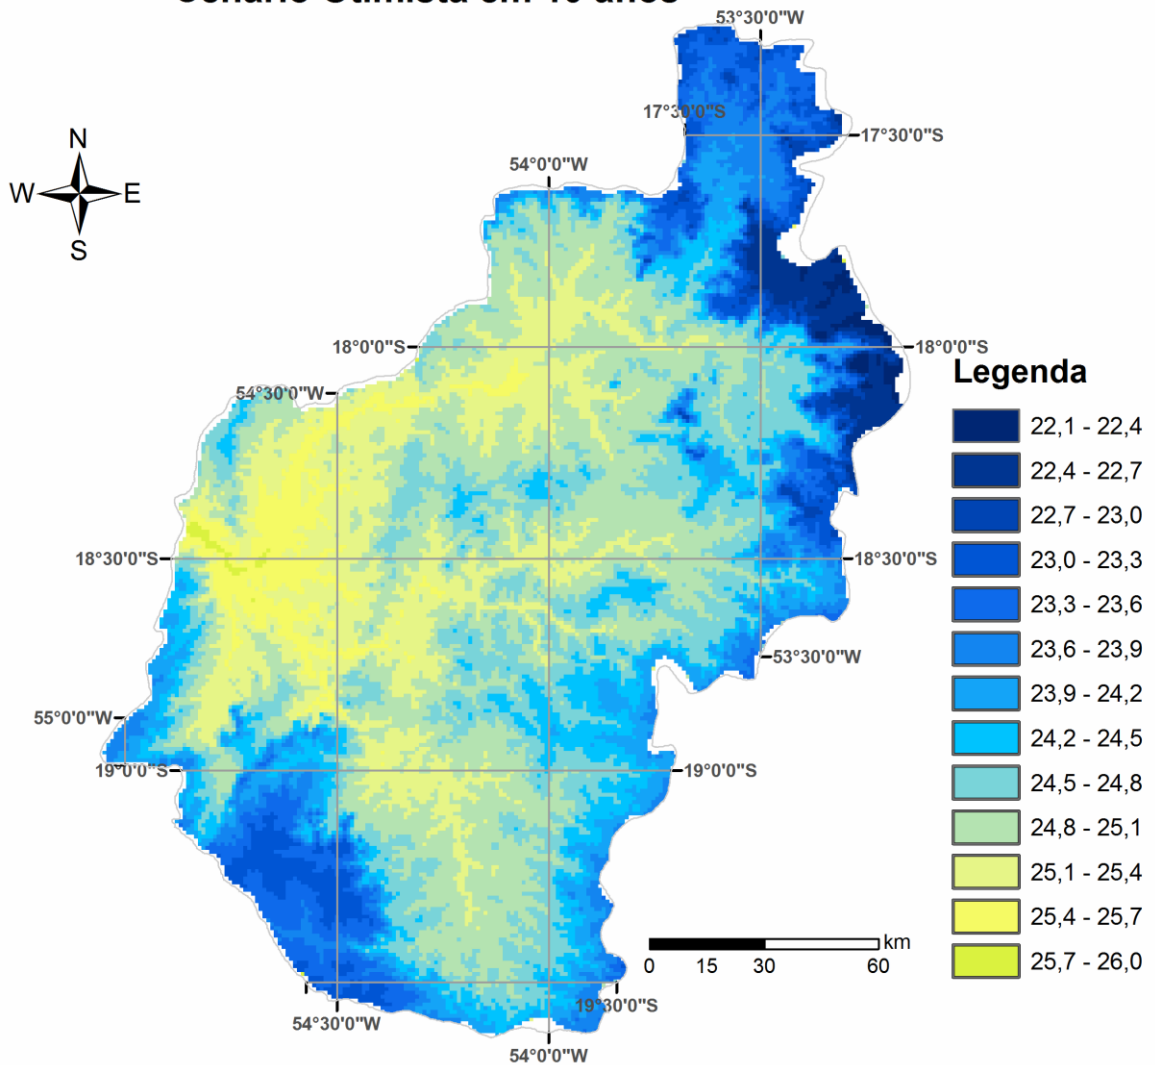 Cenário Otimista em anos
53°30'0"W
17°30'0"S
17°30'0"S
N
54°0'0"W
W
E
S
18°0'0"S
18°0'0"S
Legenda
54°30'0"W
22,1 - 22,4
22,4 - 22,7
22,7 - 23,0
18°30'0"S
18°30'0"S
23,0 - 23,3
23,3 - 23,6
23,6 - 23,9
53°30'0"W
23,9 - 24,2
55°0'0"W
24,2 - 24,5
19°0'0"S
19°0'0"S
24,5 - 24,8
24,8 - 25,1
25,1 - 25,4
25,4 - 25,7
km
0 15 30 60
25,7 - 26,0
19°30'0"S
54°30'0"W
54°0'0"W